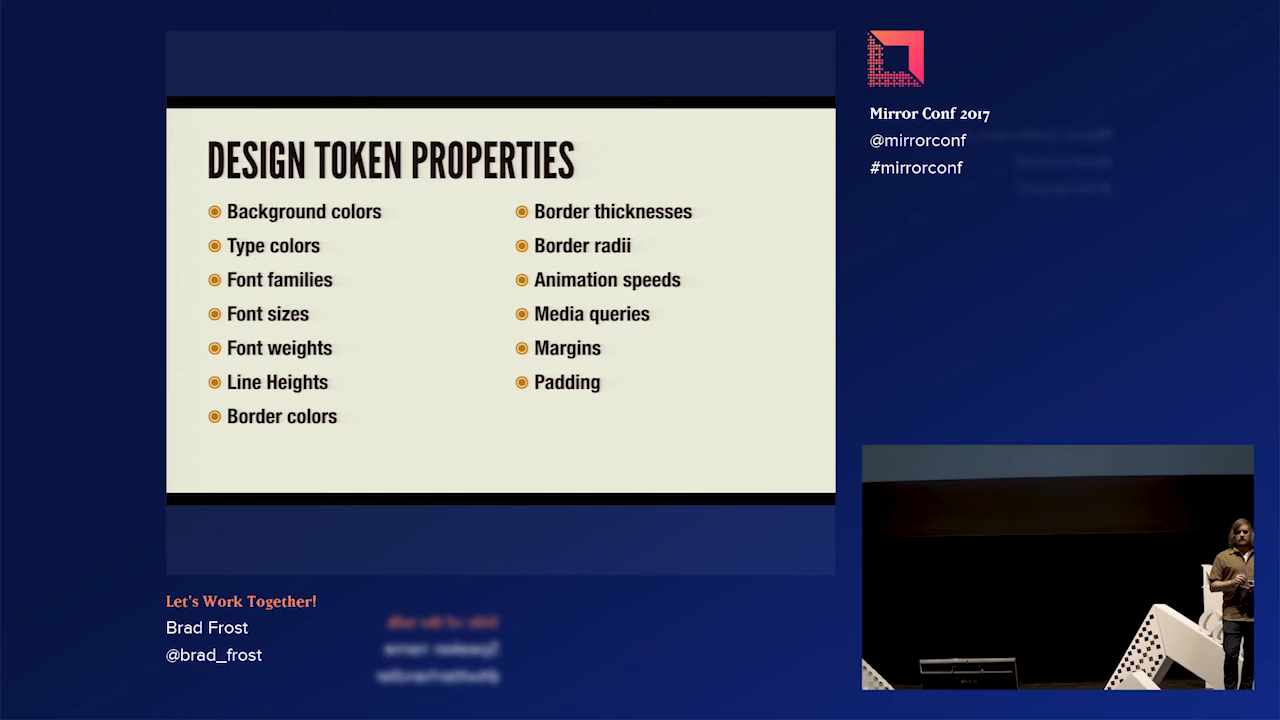 DESIGN TOKEN PROPERTIES
Background colors
Type colors
Font families
Font sizes
Font weights
Line Heights
Border colors
Border thicknesses
Border radii
Animation speeds
Media queries
Margins
Padding
Mirror Conf 2017
@mirrorconf
#mirrorconf
Let's Work Together!
Brad Frost
@brad_frost